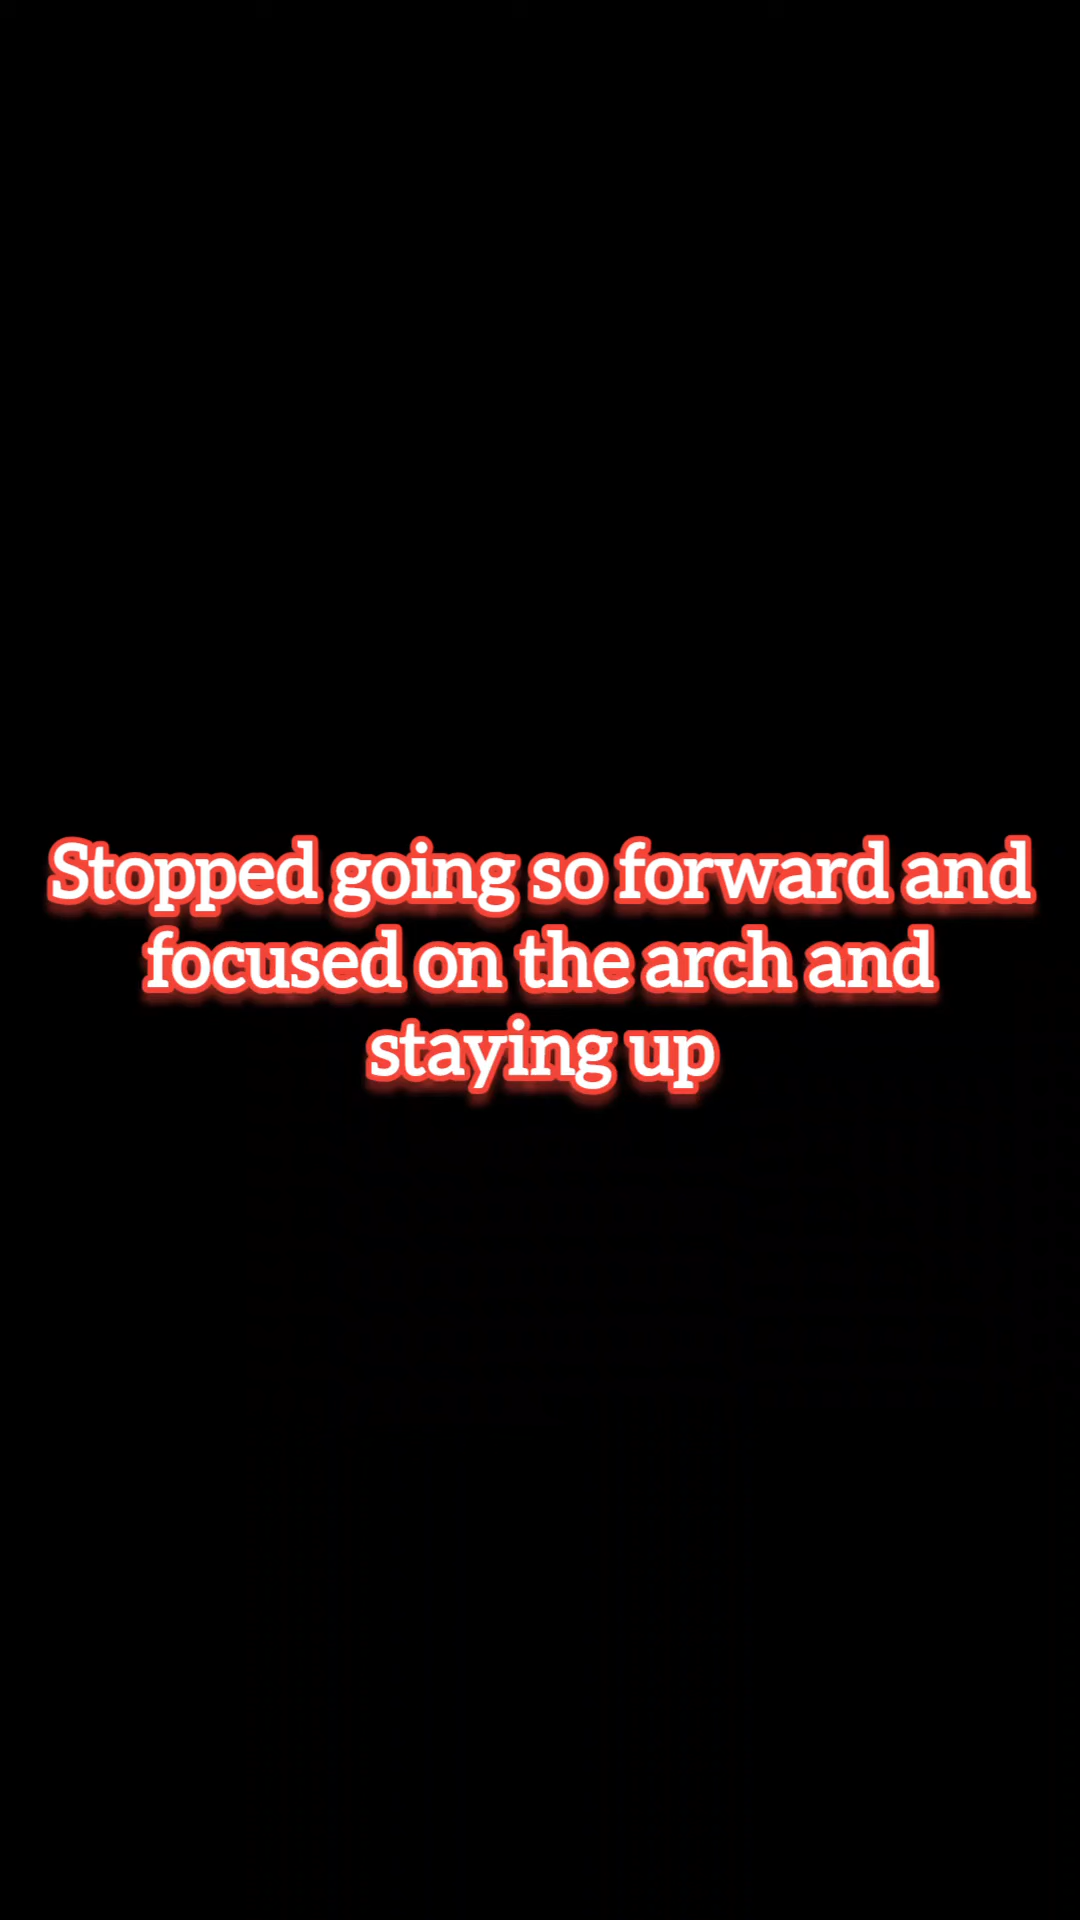 Stopped going so forward and
focused on the arch and
staying up